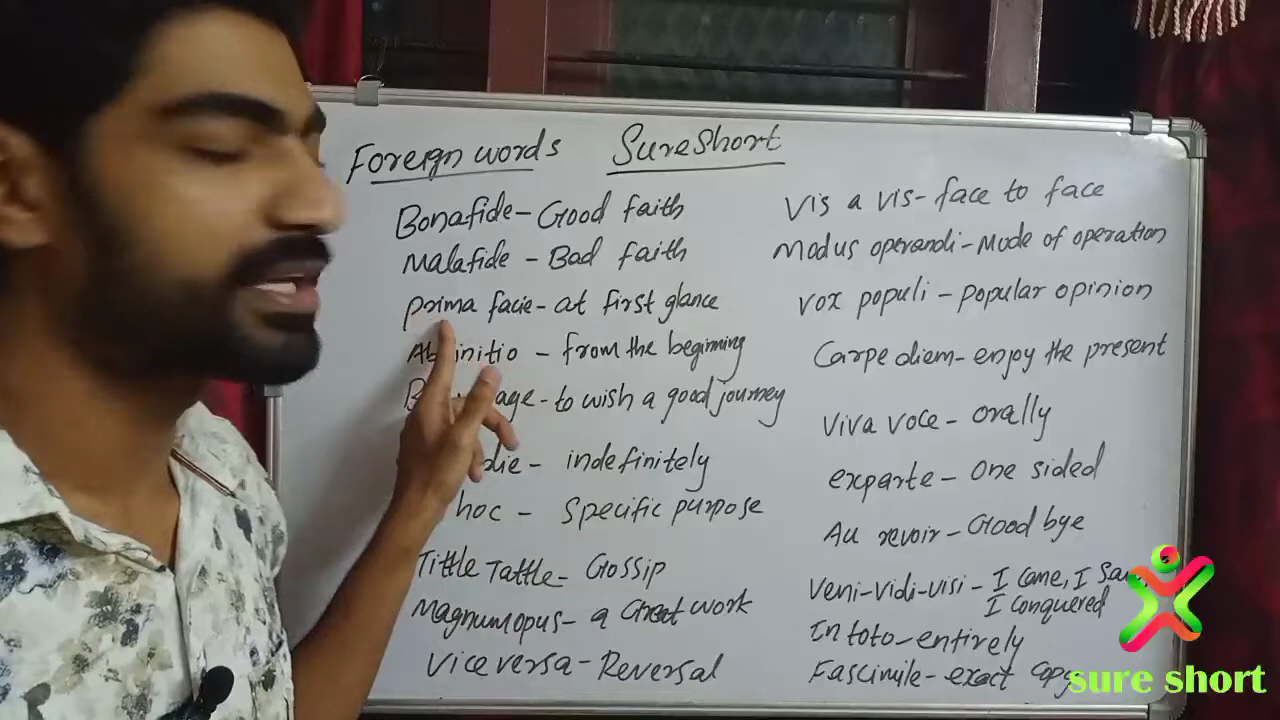 Foreign words Sure Short
Bonafide - Good faith
Malafide - Bad faith
prima facie - at first glance
Ab initio - from the beginning
age - to wish a good journey
die - indefinitely
hoc - Specific purpose
Tittle Tattle - Gossip
Magnumopus - a Great work
Vice versa - Reversal
Vis a vis - face to face
Modus operandi - Mode of operation
Vox populi - popular opinion
Carpe diem - enjoy the present
Viva voce - orally
exparte - one sided
Au revoir - Good bye
Veni-vidi-visi - I came, I Sa
I conquered
In toto - entirely
Fascimile - exact copy
sure short